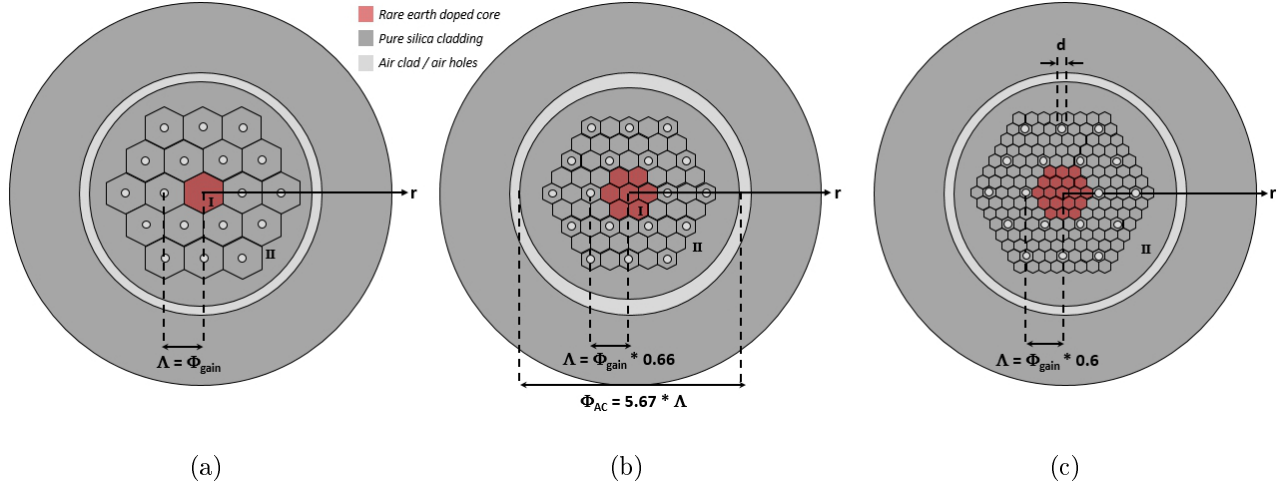 Rare earth doped core
Pure silica cladding
Air clad / air holes
I
II
r
Λ = Φgain
I
II
r
Λ = Φgain * 0.66
ΦAC = 5.67 * Λ
d
II
r
Λ = Φgain * 0.6
(a)
(b)
(c)